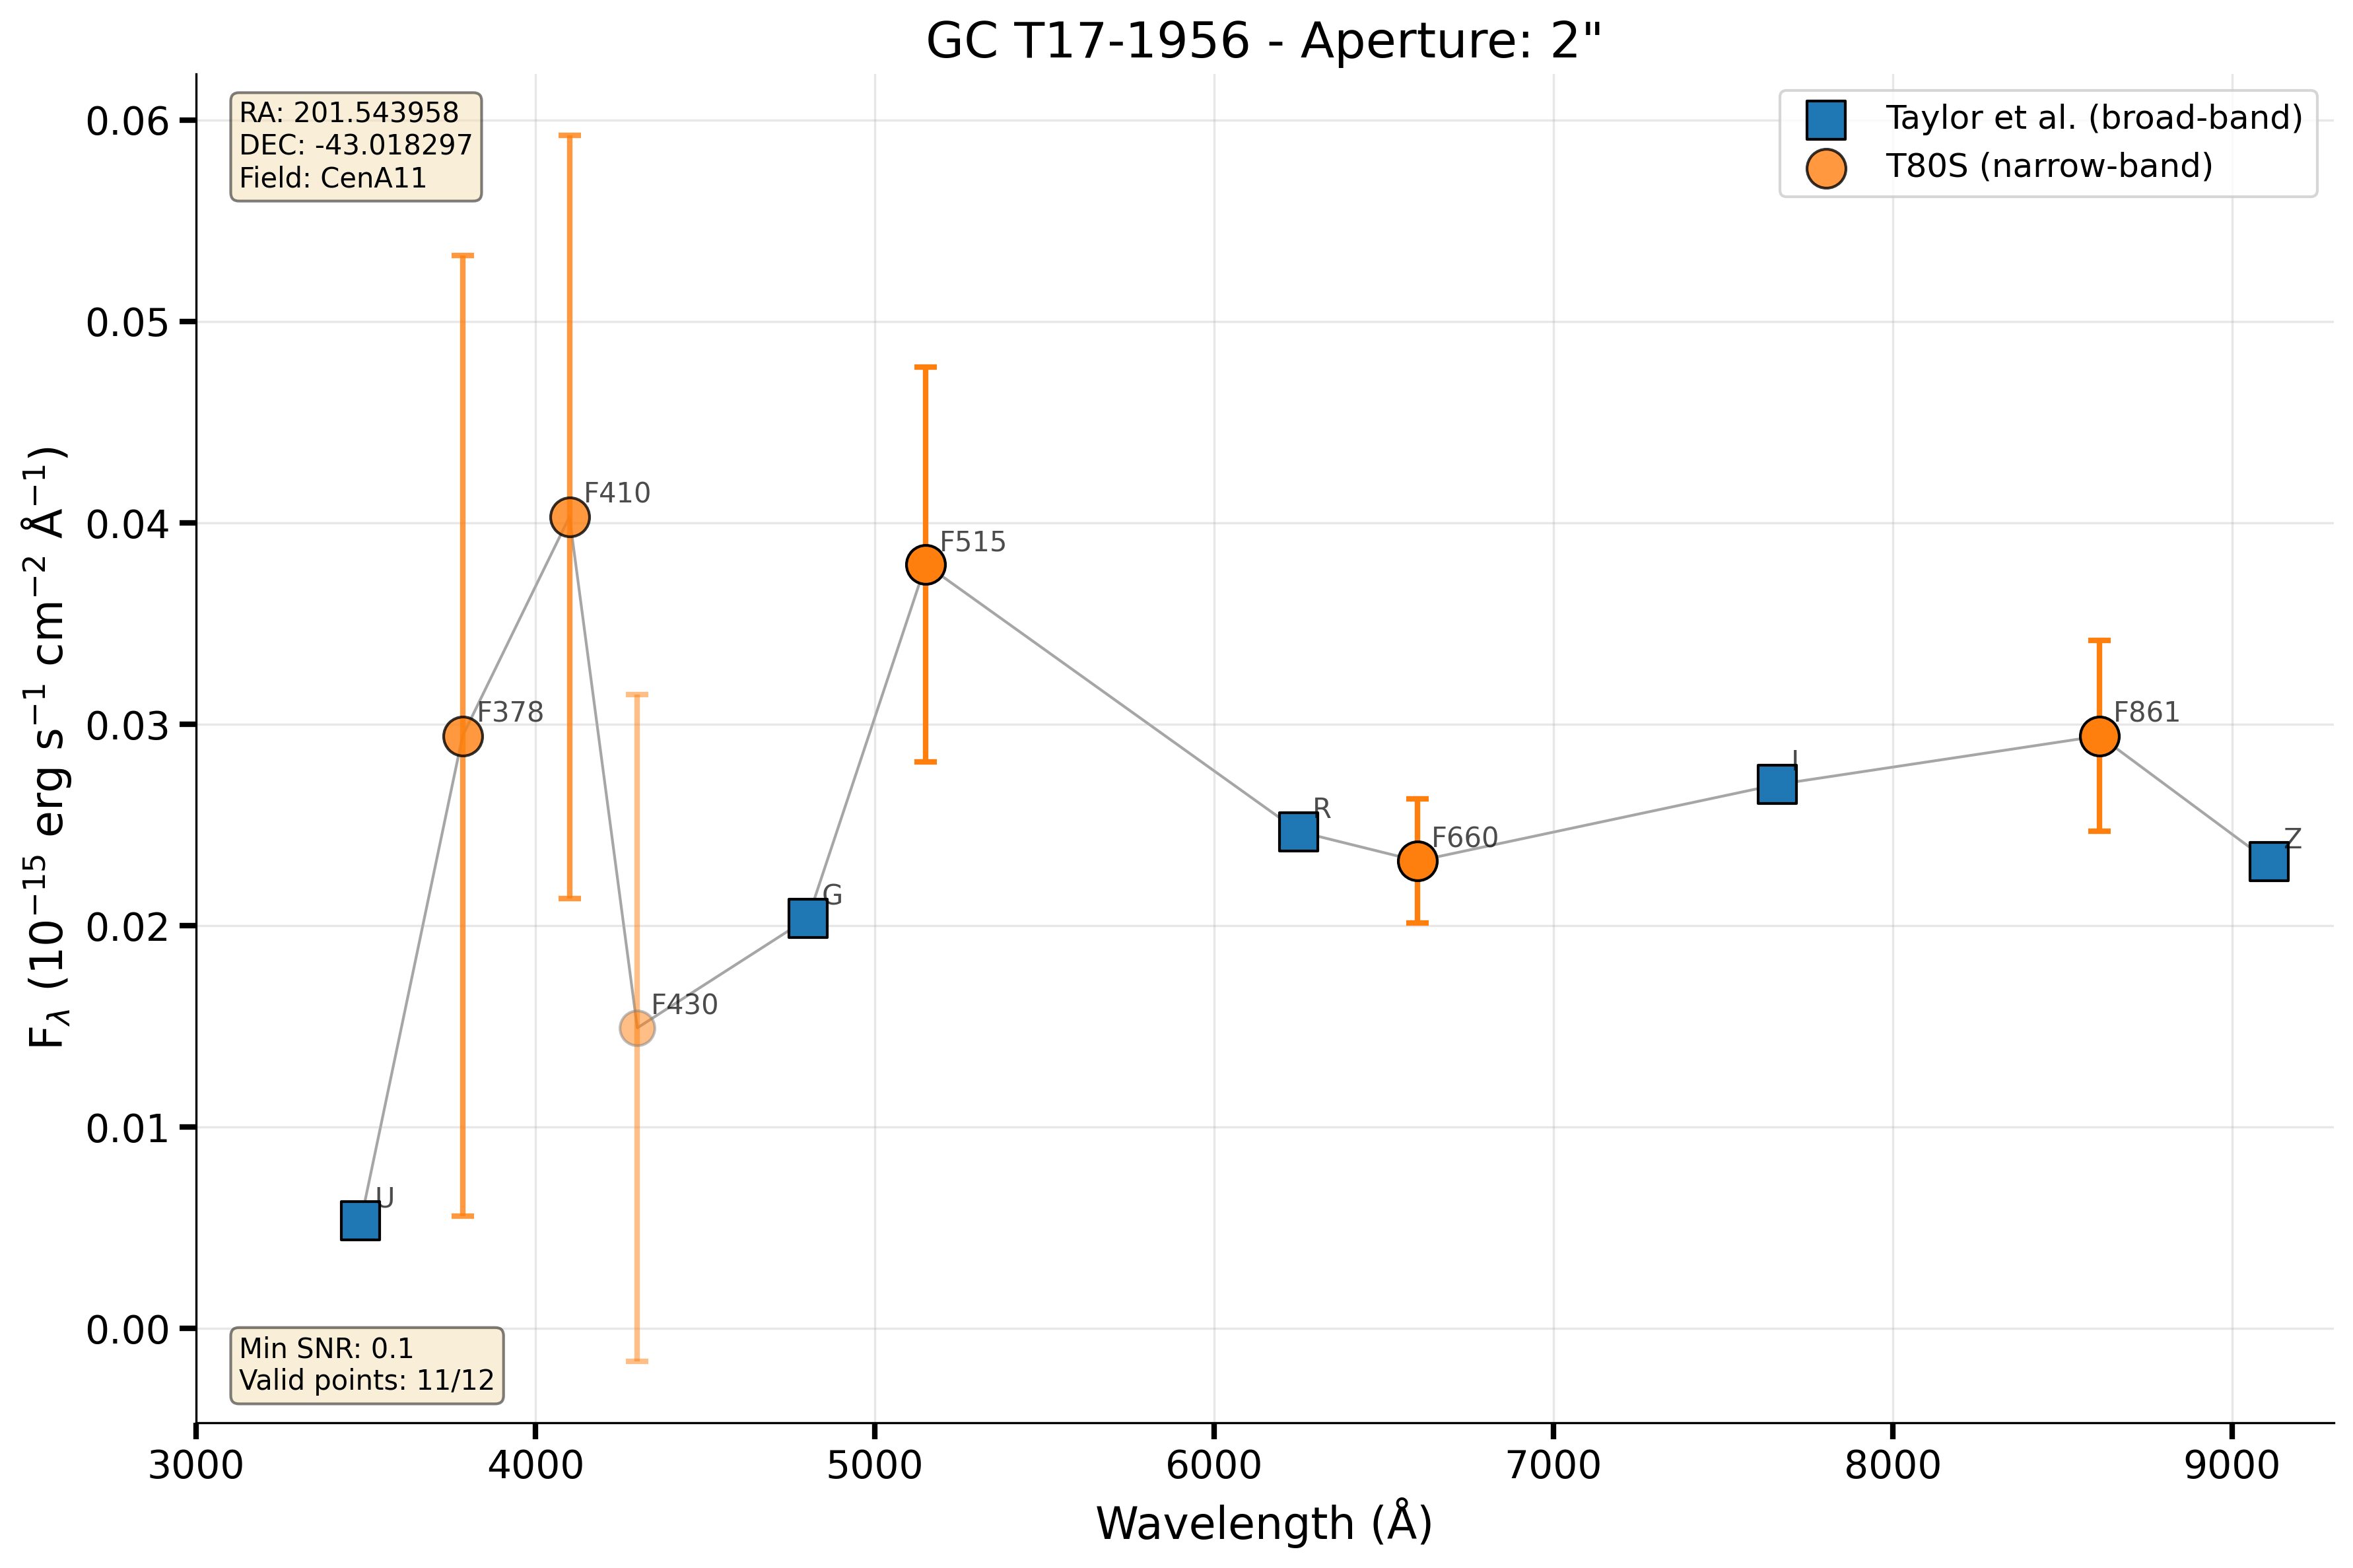 GC T17-1956 - Aperture: 2"
RA: 201.543958
DEC: -43.018297
Field: CenA11
Taylor et al. (broad-band)
T80S (narrow-band)
F$_{λ}$ (10$^{−15}$ erg s$^{−1}$ cm$^{−2}$ Å$^{−1}$)
0.06
0.05
0.04
0.03
0.02
0.01
0.00
U
F378
F410
F430
G
F515
R
F660
I
F861
Z
Min SNR: 0.1
Valid points: 11/12
3000
4000
5000
6000
7000
8000
9000
Wavelength (Å)